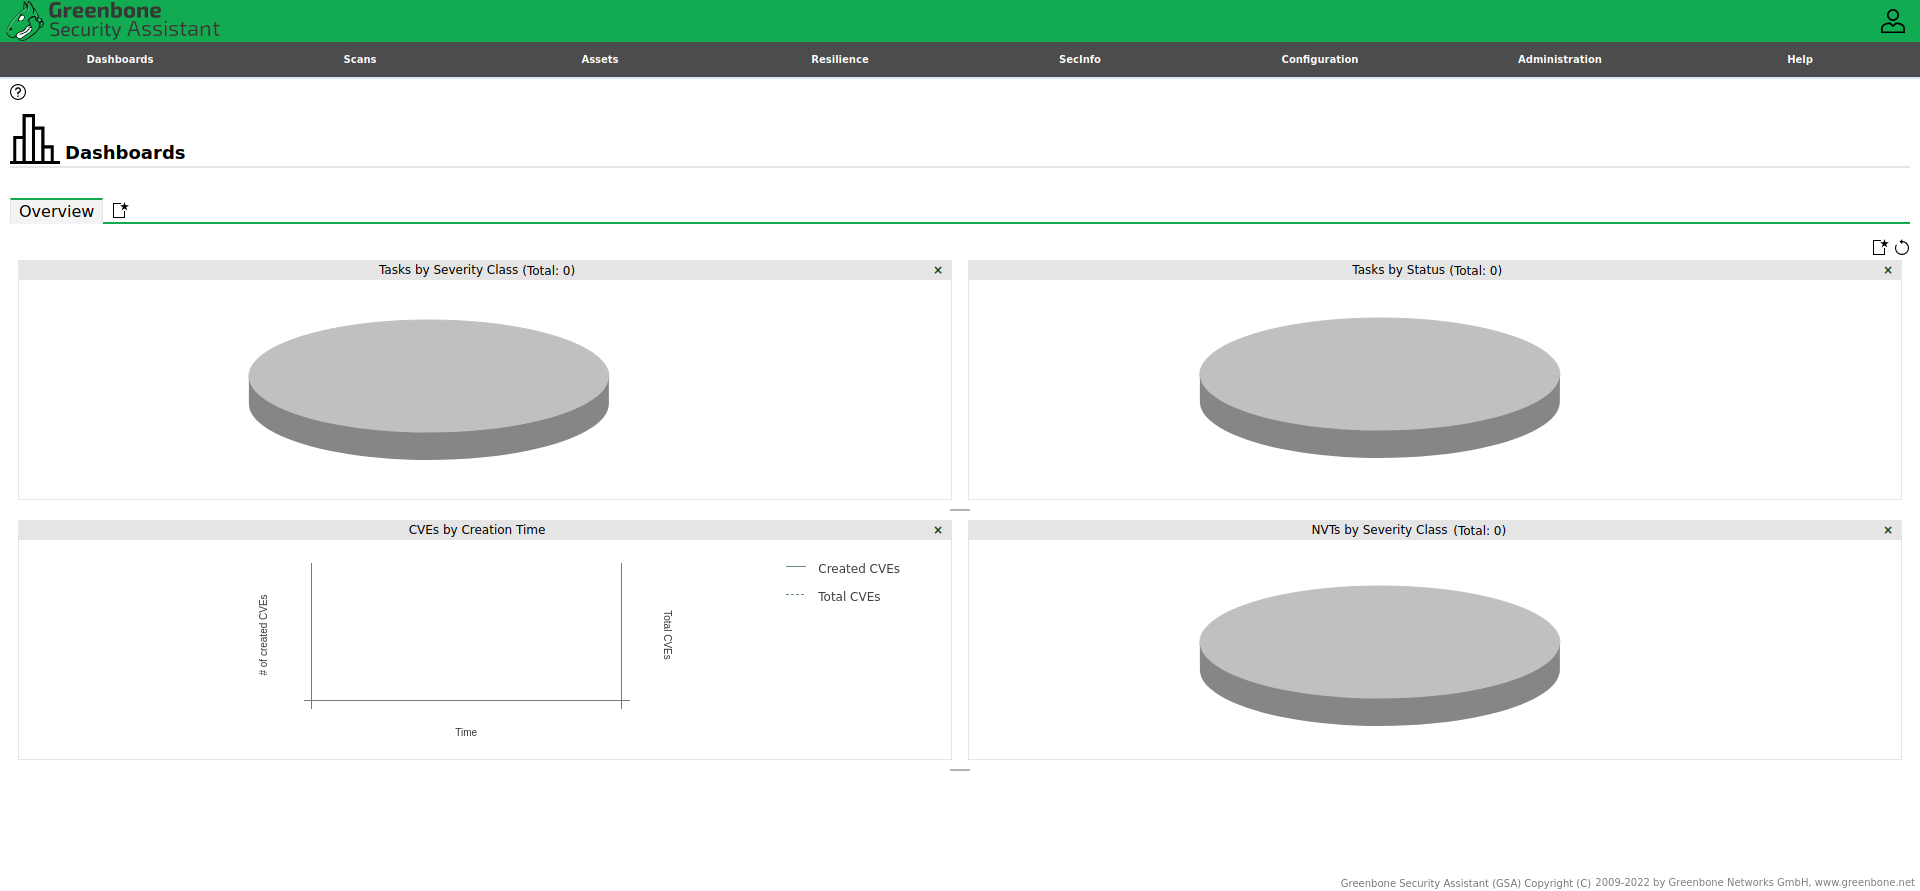 Greenbone
Security Assistant
Dashboards Scans Assets Resilience SecInfo Configuration Administration Help
Dashboards
Overview
Tasks by Severity Class (Total: 0) ×
Tasks by Status (Total: 0) ×
CVEs by Creation Time ×
# of created CVEs
Time
Total CVEs
Created CVEs
Total CVEs
NVTs by Severity Class (Total: 0) ×
Greenbone Security Assistant (GSA) Copyright (C) 2009-2022 by Greenbone Networks GmbH, www.greenbone.net